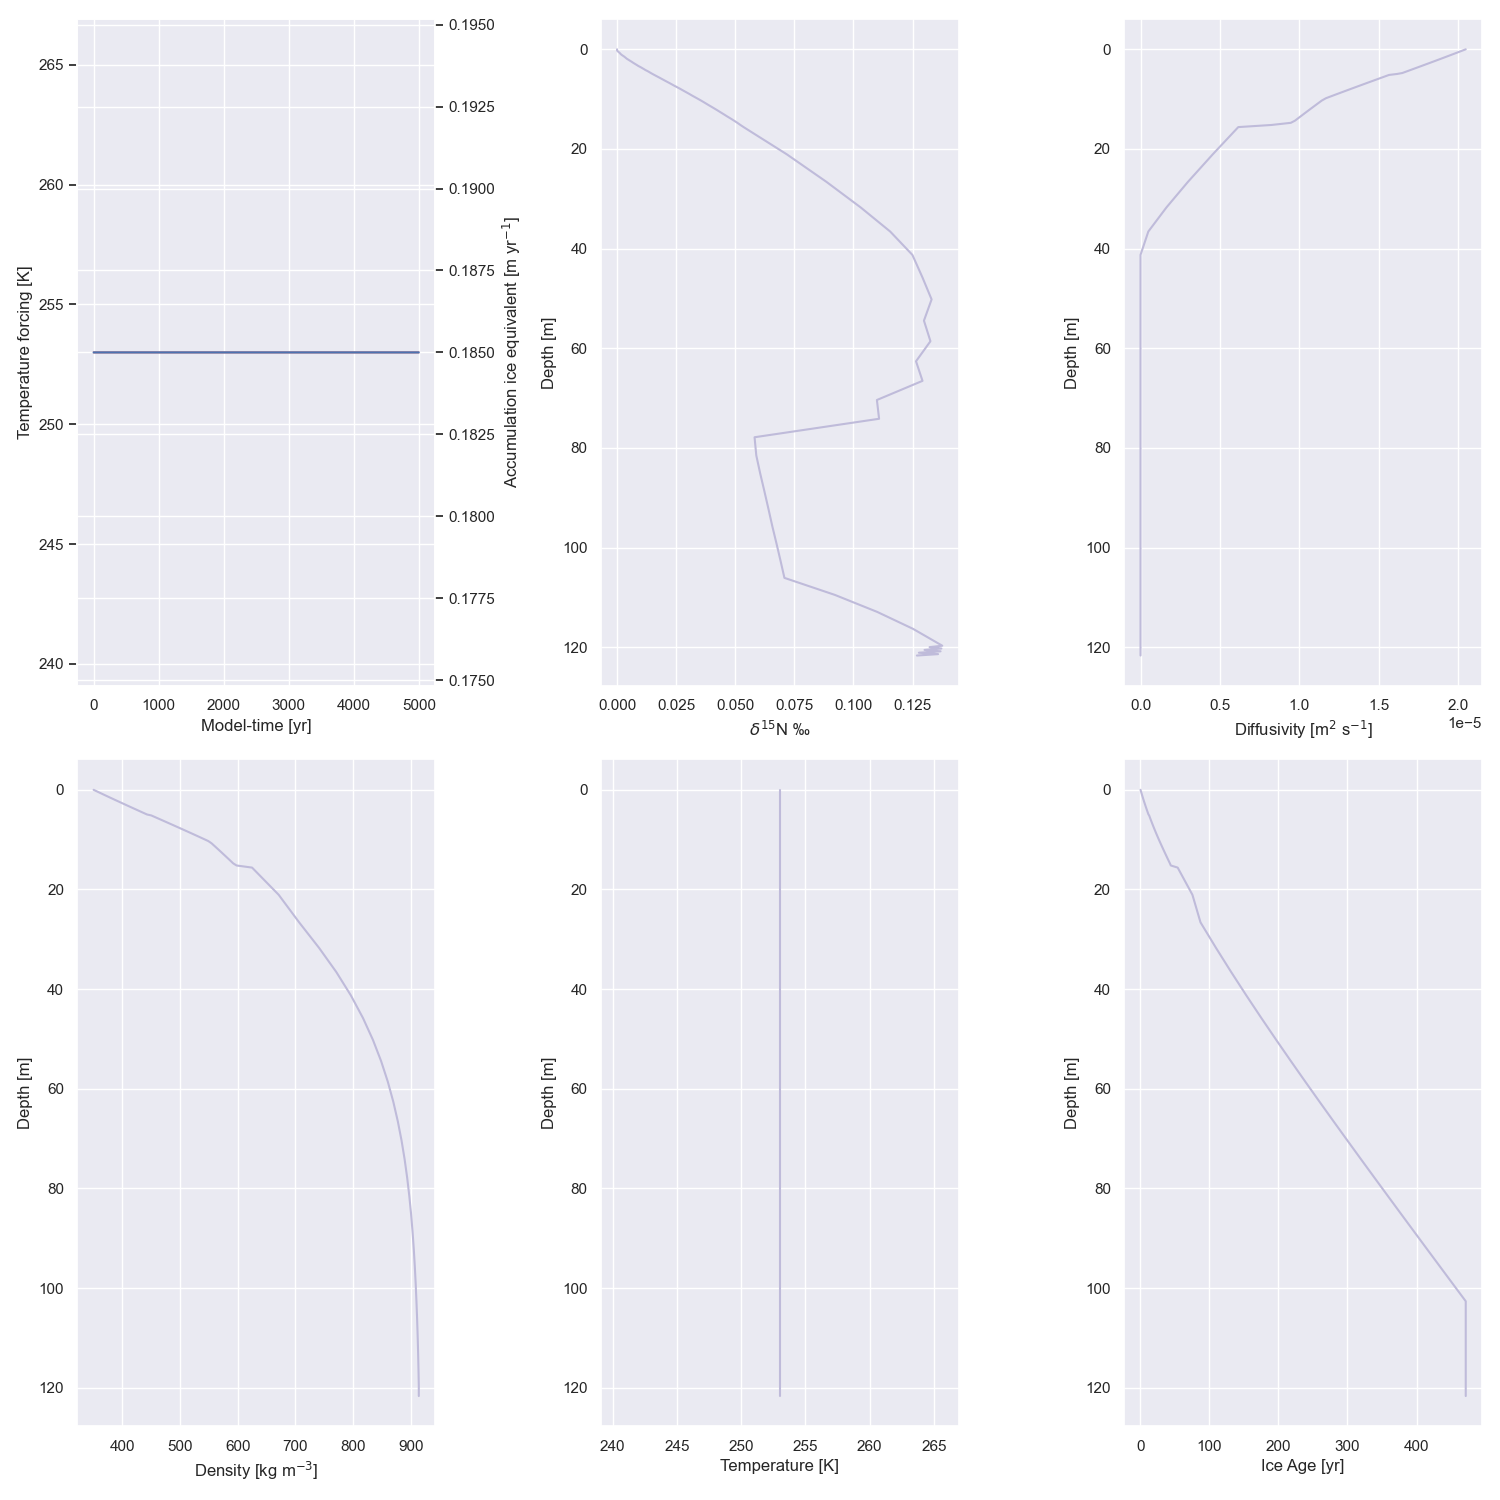 265
260
255
250
245
240
Temperature forcing [K]
0 1000 2000 3000 4000 5000
Model-time [yr]
0.1950
0.1925
0.1900
0.1875
0.1850
0.1825
0.1800
0.1775
0.1750
Accumulation ice equivalent [m yr⁻¹]
0
20
40
60
80
100
120
Depth [m]
0.000 0.025 0.050 0.075 0.100 0.125
δ¹⁵N ‰
0
20
40
60
80
100
120
Depth [m]
0.0 0.5 1.0 1.5 2.0
1e−5
Diffusivity [m² s⁻¹]
0
20
40
60
80
100
120
Depth [m]
400 500 600 700 800 900
Density [kg m⁻³]
0
20
40
60
80
100
120
Depth [m]
240 245 250 255 260 265
Temperature [K]
0
20
40
60
80
100
120
Depth [m]
0 100 200 300 400
Ice Age [yr]